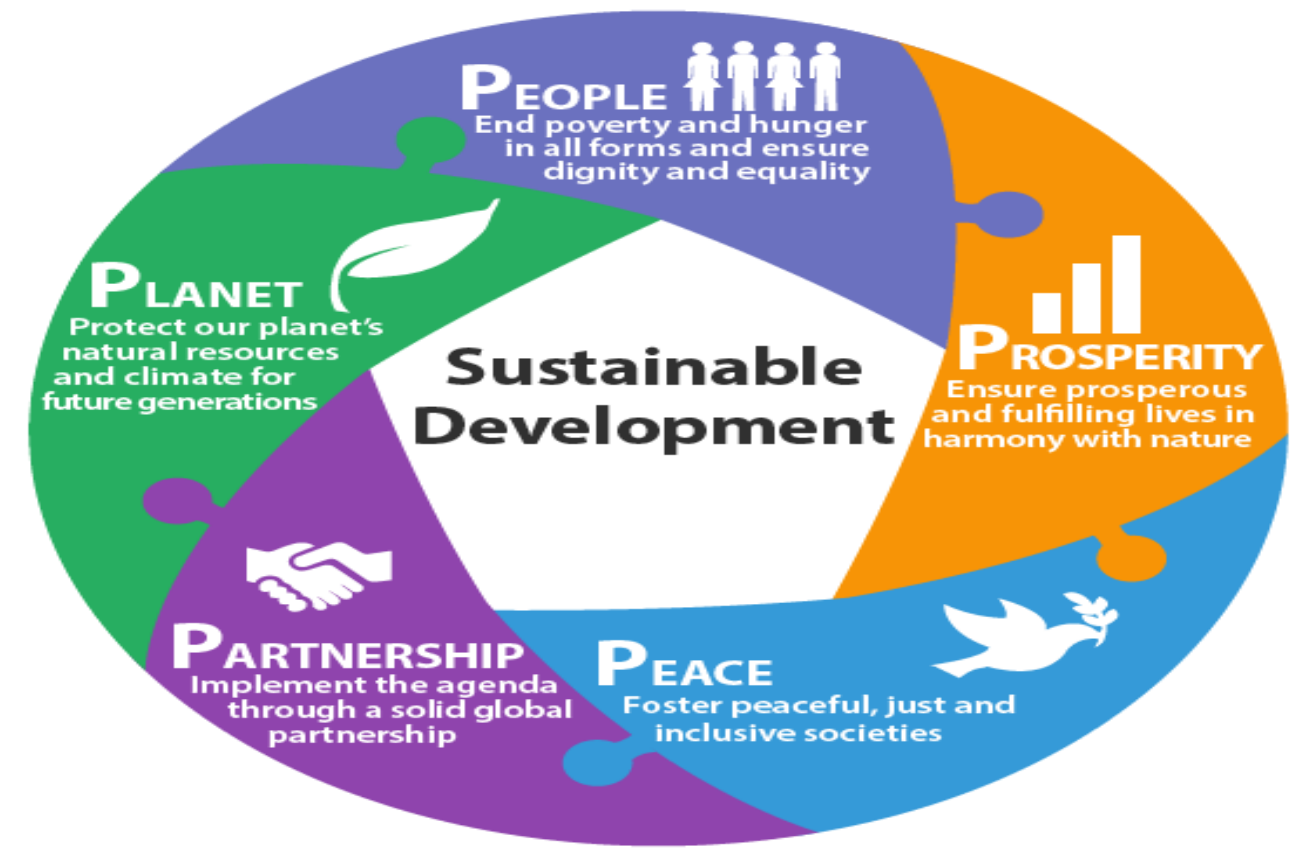 PEOPLE
End poverty and hunger
in all forms and ensure
dignity and equality
PROSPERITY
Ensure prosperous
and fulfilling lives in
harmony with nature
PEACE
Foster peaceful, just and
inclusive societies
PARTNERSHIP
Implement the agenda
through a solid global
partnership
PLANET
Protect our planet's
natural resources
and climate for
future generations
Sustainable
Development